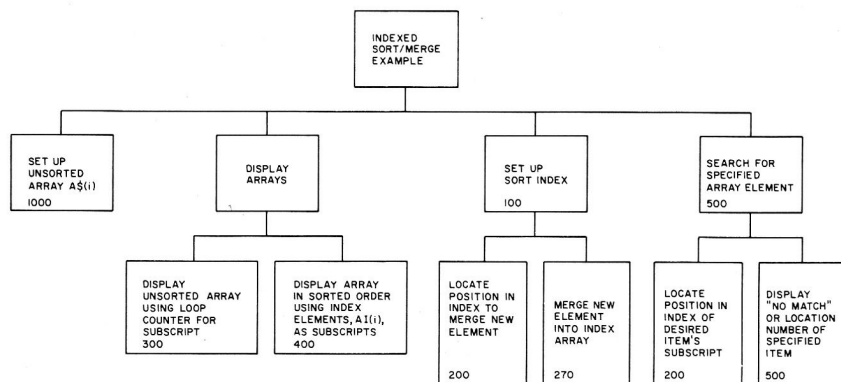 INDEXED
SORT/MERGE
EXAMPLE
SET UP
UNSORTED
ARRAY A$(i)
1000
DISPLAY
ARRAYS
SET UP
SORT INDEX
100
SEARCH FOR
SPECIFIED
ARRAY ELEMENT
500
DISPLAY
UNSORTED ARRAY
USING LOOP
COUNTER FOR
SUBSCRIPT
300
DISPLAY ARRAY
IN SORTED ORDER
USING INDEX
ELEMENTS, AI(i),
AS SUBSCRIPTS
400
LOCATE
POSITION IN
INDEX TO
MERGE NEW
ELEMENT
200
MERGE NEW
ELEMENT
INTO INDEX
ARRAY
270
LOCATE
POSITION IN
INDEX OF
DESIRED
ITEM'S
SUBSCRIPT
200
DISPLAY
"NO MATCH"
OR LOCATION
NUMBER OF
SPECIFIED
ITEM
500